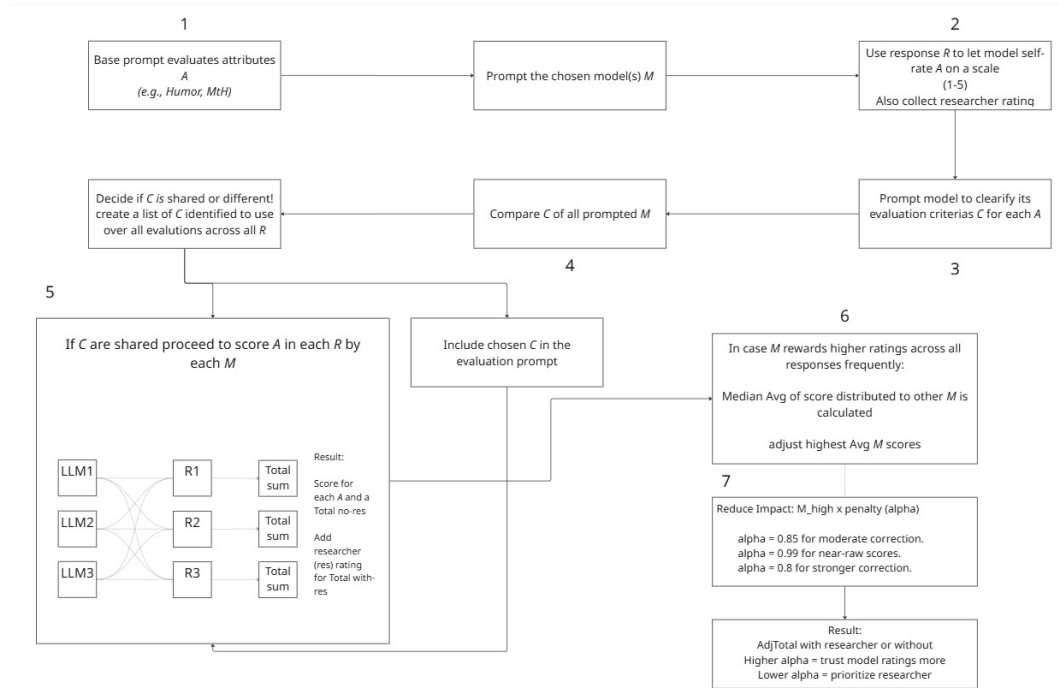 1
Base prompt evaluates attributes
A
(e.g., Humor, MtH)
Prompt the chosen model(s) M
2
Use response R to let model self-
rate A on a scale
(1-5)
Also collect researcher rating
Decide if C is shared or different!
create a list of C identified to use
over all evalutions across all R
Compare C of all prompted M
4
Prompt model to clearify its
evaluation criterias C for each A
3
5
If C are shared proceed to score A in each R by
each M
LLM1
LLM2
LLM3
R1
R2
R3
Total
sum
Total
sum
Total
sum
Result:
Score for
each A and a
Total no-res
Add
researcher
(res) rating
for Total with-
res
Include chosen C in the
evaluation prompt
6
In case M rewards higher ratings across all
responses frequently:
Median Avg of score distributed to other M is
calculated
adjust highest Avg M scores
7
Reduce Impact: M_high x penalty (alpha)
alpha = 0.85 for moderate correction.
alpha = 0.99 for near-raw scores.
alpha = 0.8 for stronger correction.
Result:
AdjTotal with researcher or without
Higher alpha = trust model ratings more
Lower alpha = prioritize researcher